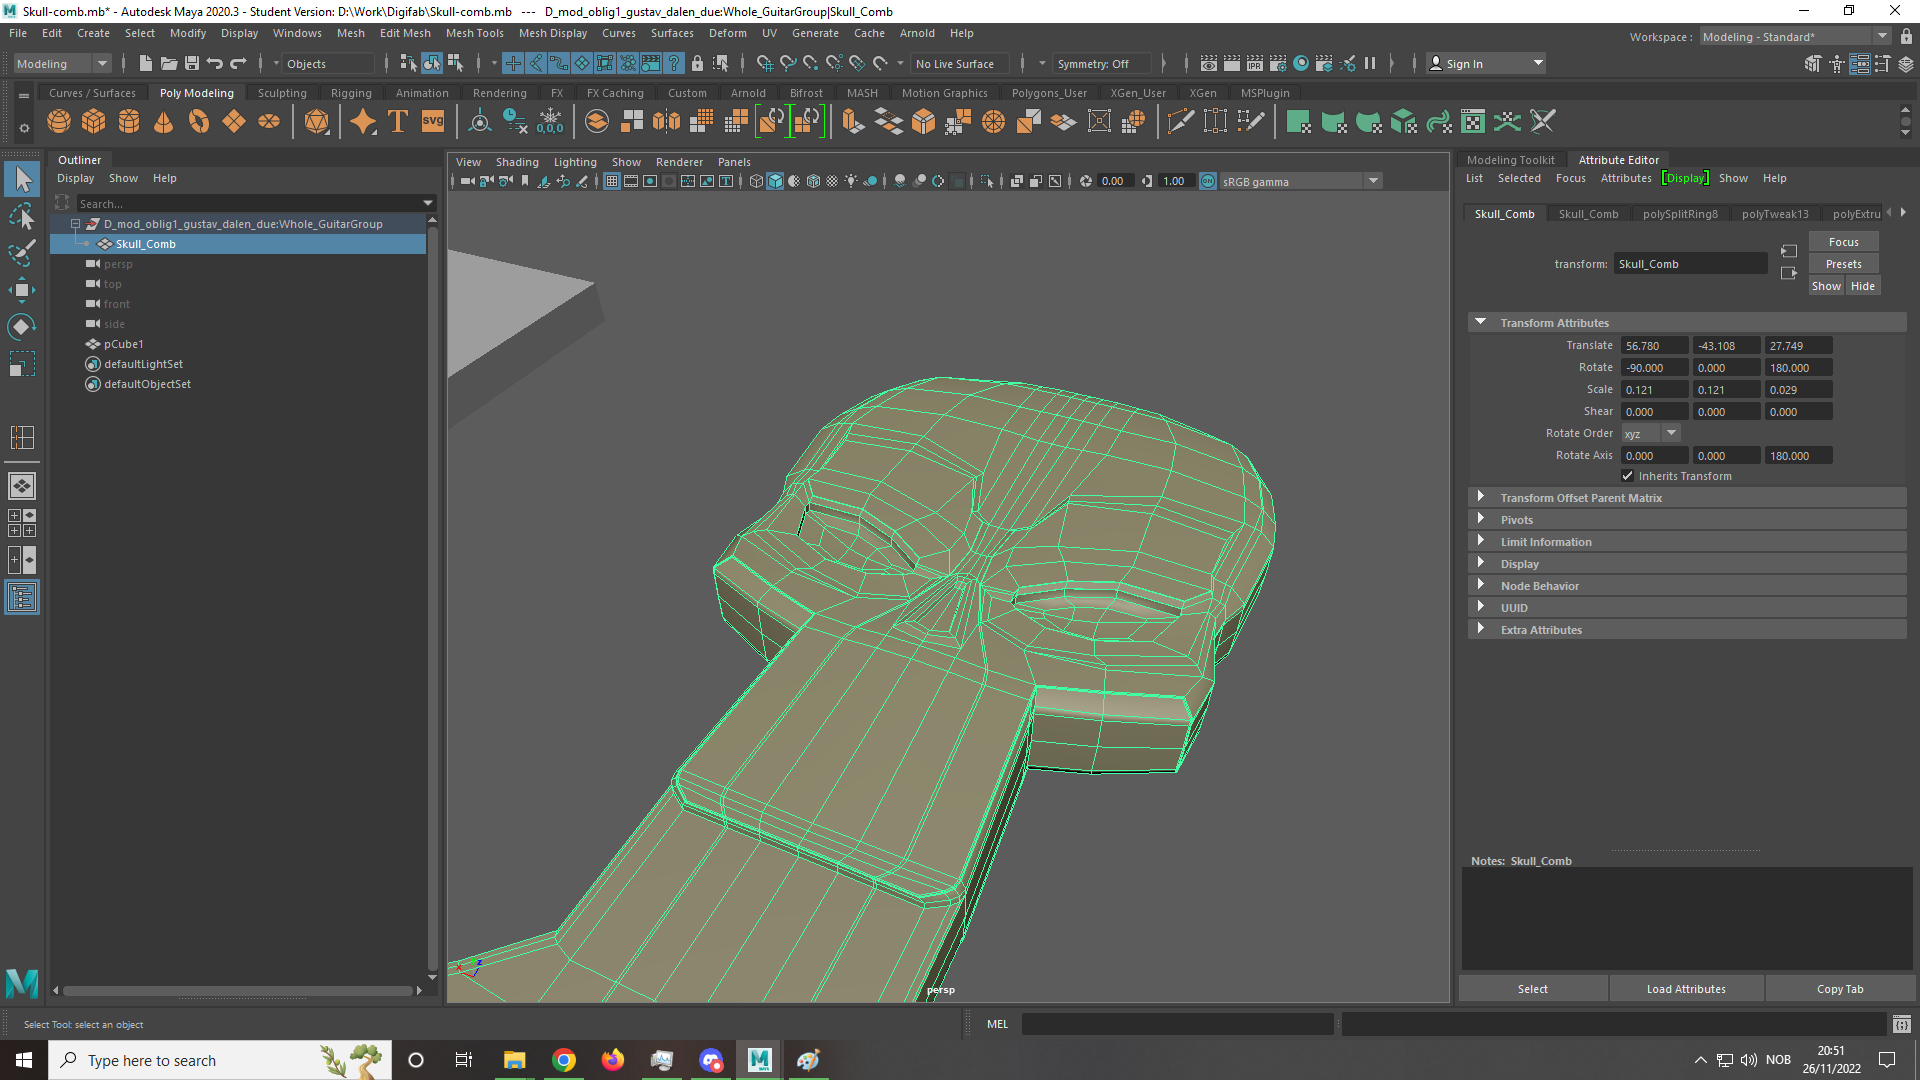 Skull-comb.mb* - Autodesk Maya 2020.3 - Student Version: D:\Work\Digifab\Skull-comb.mb --- D_mod_oblig1_gustav_dalen_due:Whole_GuitarGroup|Skull_Comb
File Edit Create Select Modify Display Windows Mesh Edit Mesh Mesh Tools Mesh Display Curves Surfaces Deform UV Generate Cache Arnold Help
Workspace : Modeling - Standard*
Modeling Objects No Live Surface Symmetry: Off Sign In
Curves / Surfaces Poly Modeling Sculpting Rigging Animation Rendering FX FX Caching Custom Arnold Bifrost MASH Motion Graphics Polygons_User XGen_User XGen MSPlugin
T svg 0,0,0
Outliner
Display Show Help
Search...
D_mod_oblig1_gustav_dalen_due:Whole_GuitarGroup
Skull_Comb
persp
top
front
side
pCube1
defaultLightSet
defaultObjectSet
View Shading Lighting Show Renderer Panels
0.00 1.00 sRGB gamma
persp
Modeling Toolkit Attribute Editor
List Selected Focus Attributes Display Show Help
Skull_Comb Skull_Comb polySplitRing8 polyTweak13 polyExtru
transform: Skull_Comb
Focus
Presets
Show Hide
Transform Attributes
Translate 56.780 -43.108 27.749
Rotate -90.000 0.000 180.000
Scale 0.121 0.121 0.029
Shear 0.000 0.000 0.000
Rotate Order xyz
Rotate Axis 0.000 0.000 180.000
Inherits Transform
Transform Offset Parent Matrix
Pivots
Limit Information
Display
Node Behavior
UUID
Extra Attributes
Notes: Skull_Comb
Select Load Attributes Copy Tab
Select Tool: select an object
MEL
Type here to search
NOB
20:51
26/11/2022